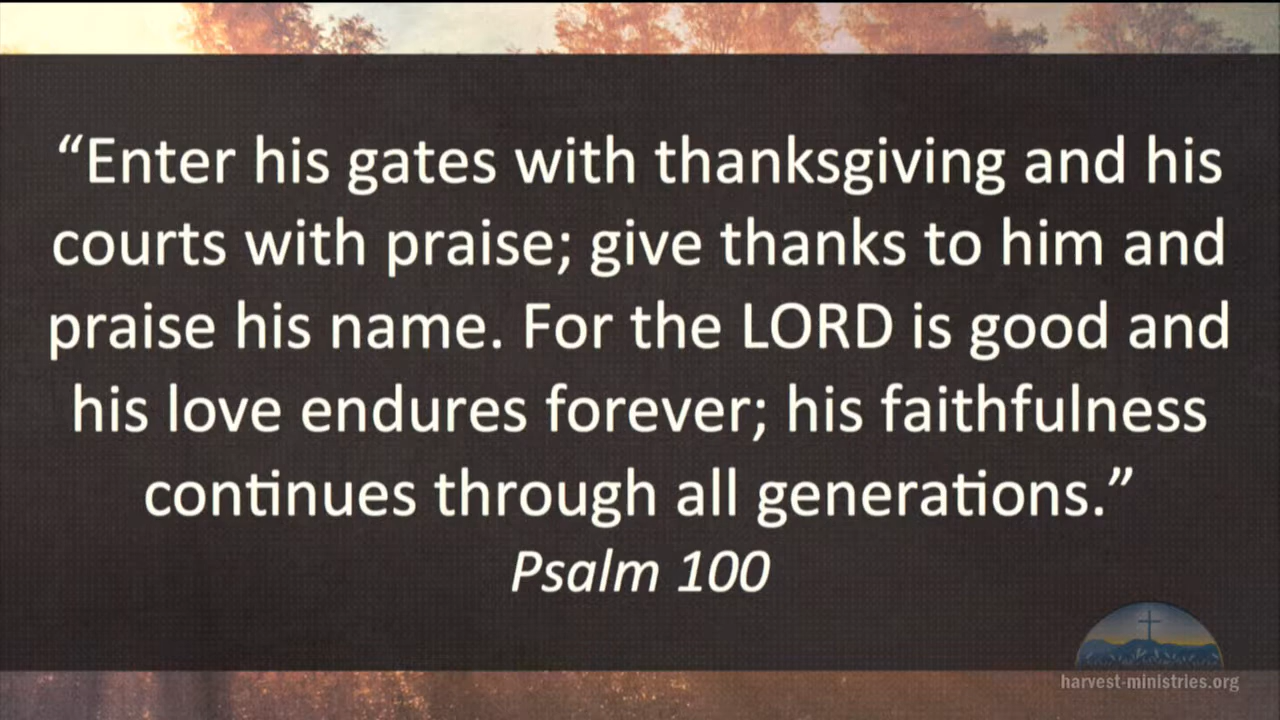 “Enter his gates with thanksgiving and his
courts with praise; give thanks to him and
praise his name. For the LORD is good and
his love endures forever; his faithfulness
continues through all generations.”
Psalm 100
harvest-ministries.org